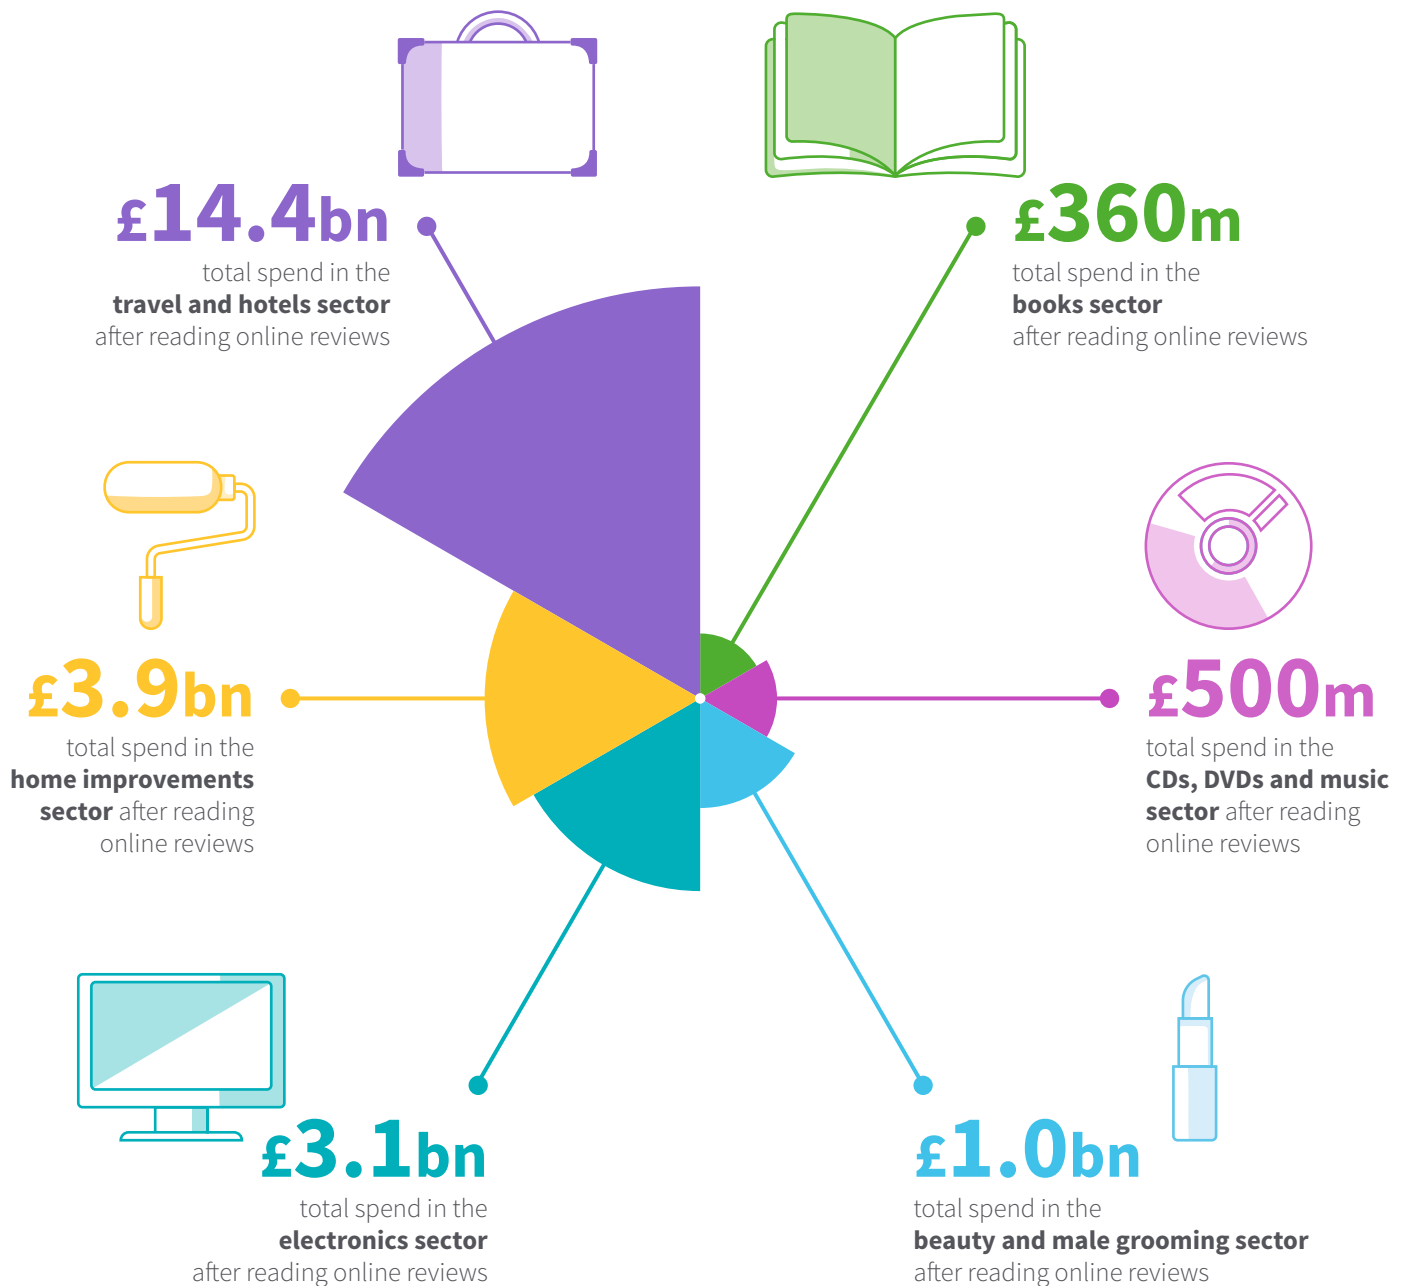 £14.4bn
total spend in the
travel and hotels sector
after reading online reviews
£360m
total spend in the
books sector
after reading online reviews
£3.9bn
total spend in the
home improvements
sector after reading
online reviews
£500m
total spend in the
CDs, DVDs and music
sector after reading
online reviews
£3.1bn
total spend in the
electronics sector
after reading online reviews
£1.0bn
total spend in the
beauty and male grooming sector
after reading online reviews